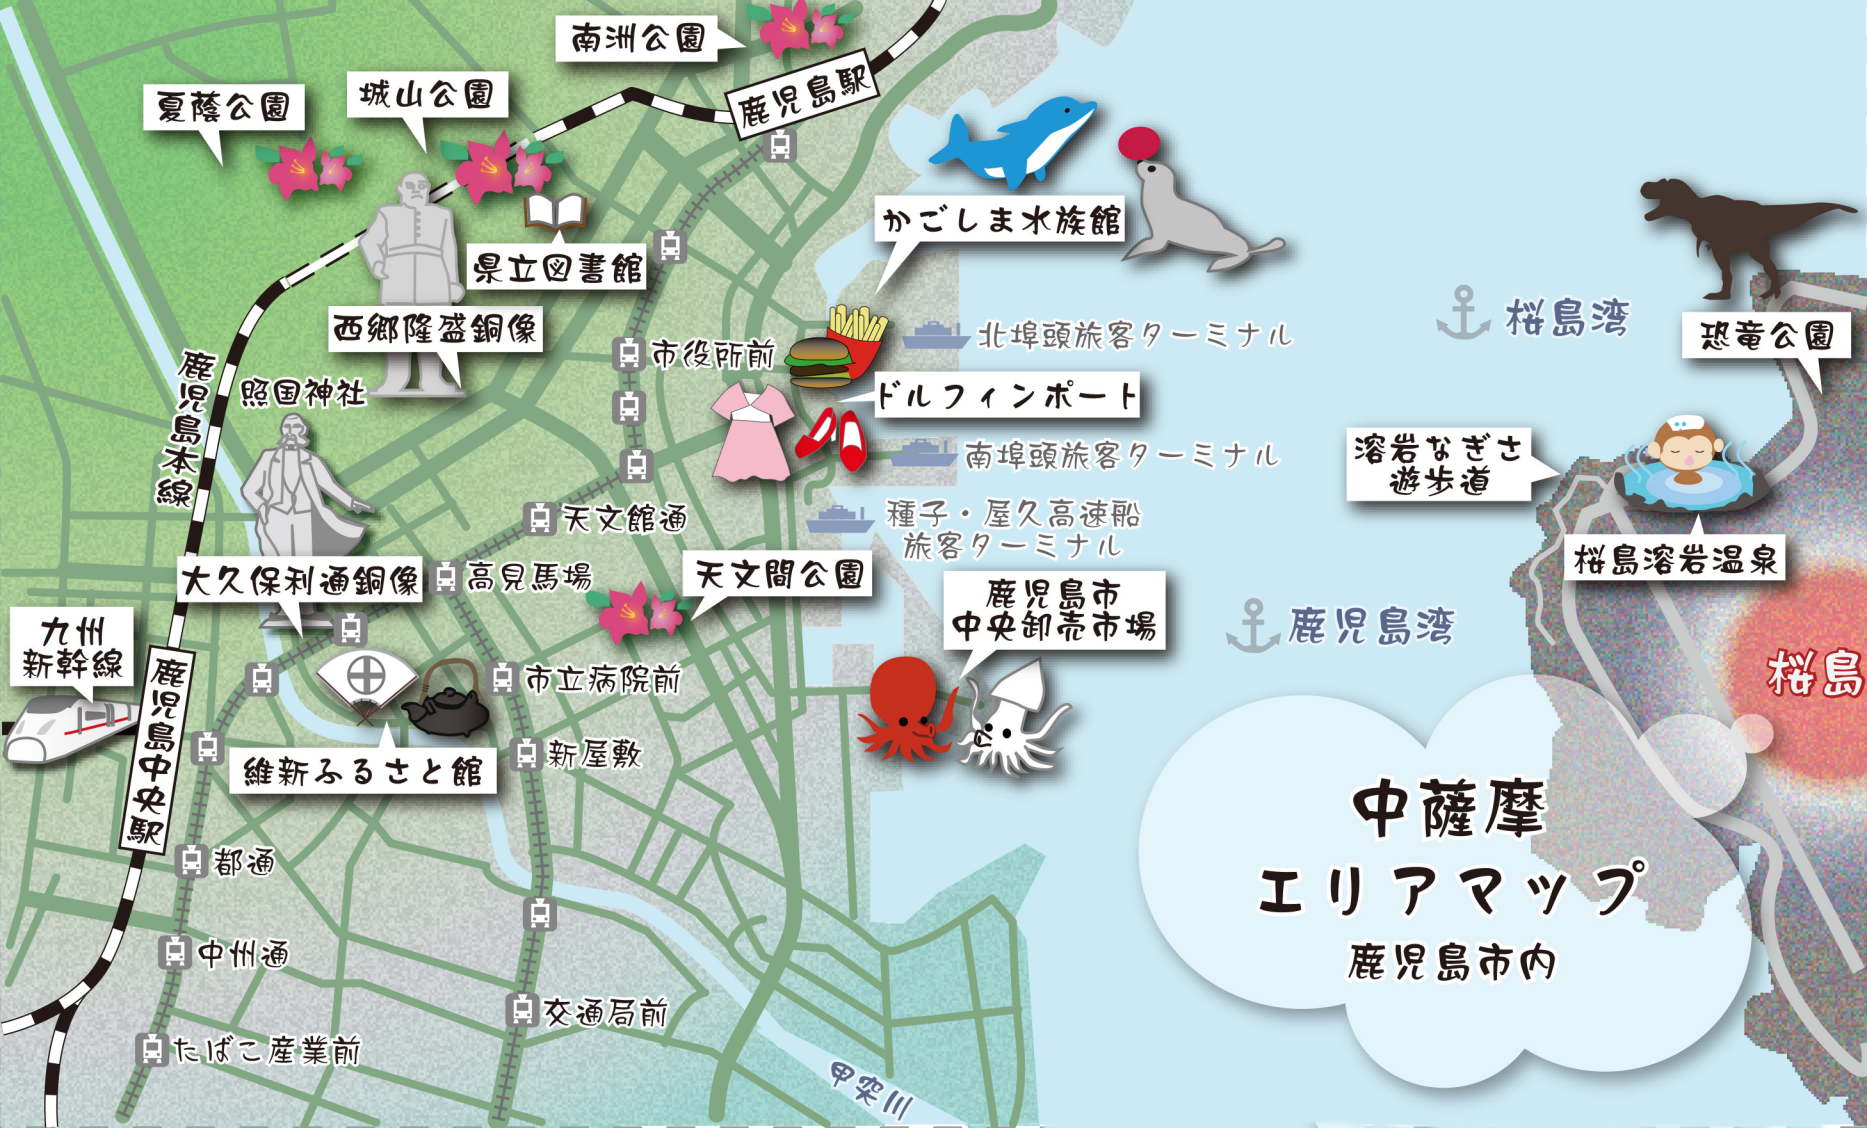 南洲公園
鹿児島駅
夏蔭公園
城山公園
かごしま水族館
県立図書館
西郷隆盛銅像
市役所前
北埠頭旅客ターミナル
桜島湾
恐竜公園
鹿児島本線
照国神社
ドルフィンポート
南埠頭旅客ターミナル
溶岩なぎさ
遊歩道
天文館通
種子・屋久高速船
旅客ターミナル
桜島溶岩温泉
大久保利通銅像
高見馬場
天文間公園
鹿児島市
中央卸売市場
鹿児島湾
九州
新幹線
鹿児島中央駅
市立病院前
桜島
維新ふるさと館
新屋敷
中薩摩
エリアマップ
鹿児島市内
都通
中州通
交通局前
たばこ産業前
甲突川